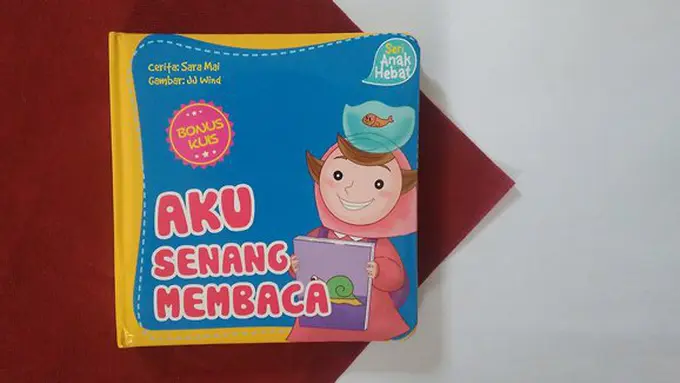 Cerita: Sara Mai
Gambar: JJ Wind
Seri
Anak
Hebat
BONUS
KUIS
AKU
SENANG
MEMBACA